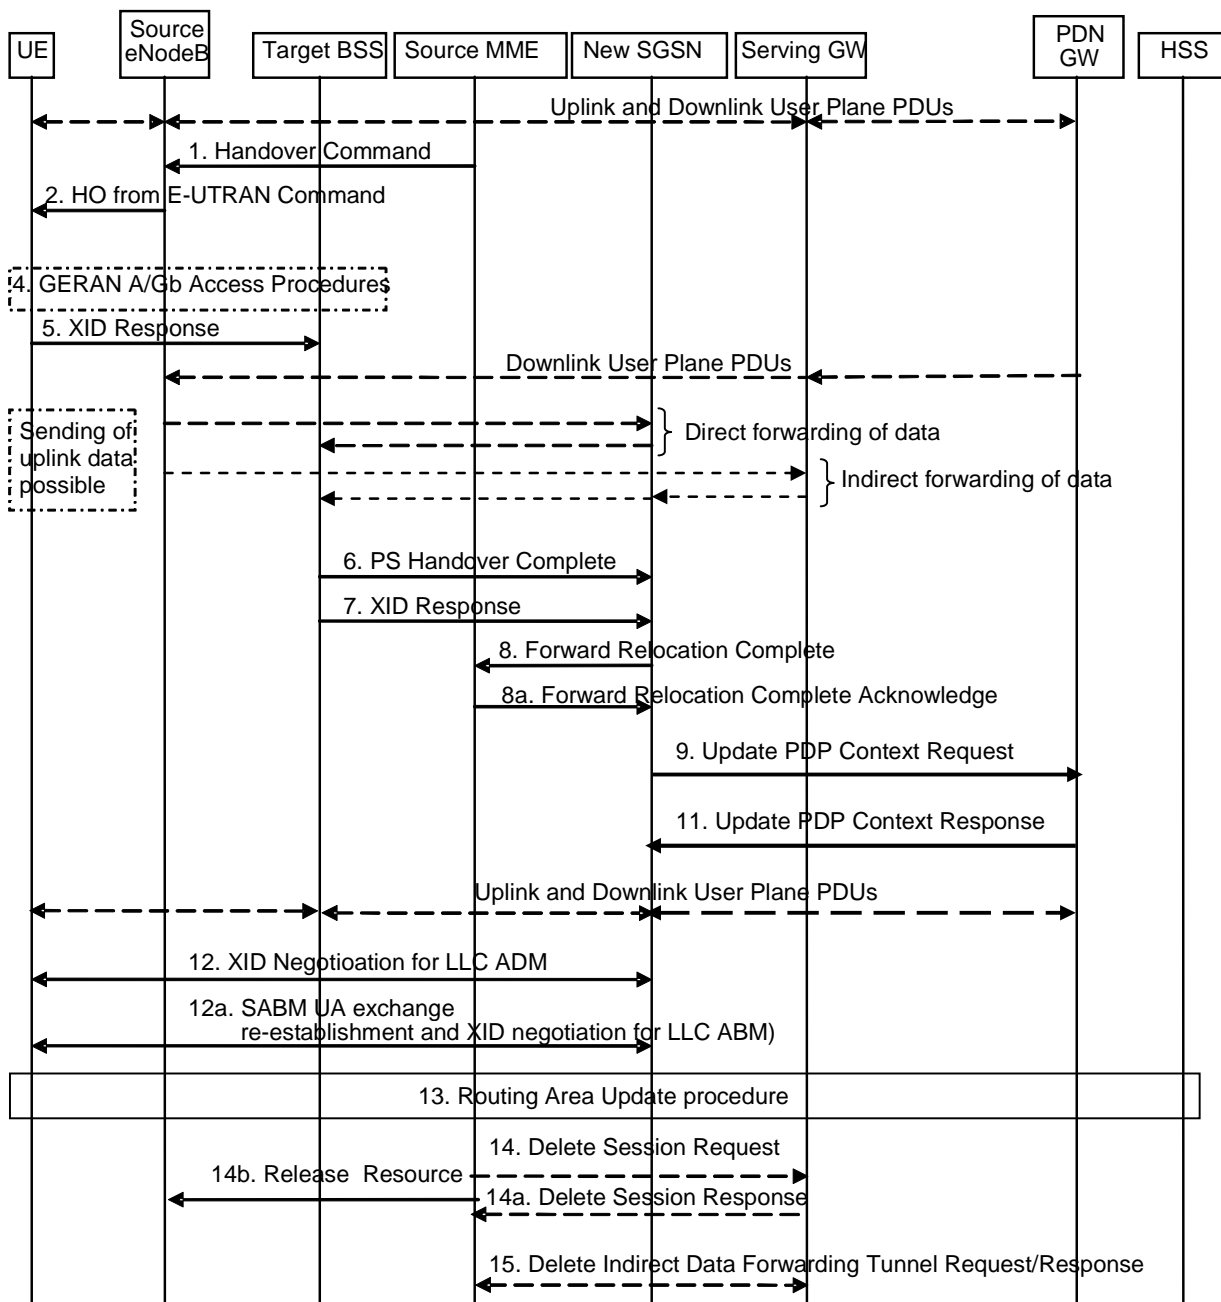 Source
eNodeB
UE
Target BSS
Source MME
New SGSN
Serving GW
PDN
GW
HSS
Uplink and Downlink User Plane PDUs
1. Handover Command
2. HO from E-UTRAN Command
4. GERAN A/Gb Access Procedures
5. XID Response
Downlink User Plane PDUs
Sending of
uplink data
possible
Direct forwarding of data
Indirect forwarding of data
6. PS Handover Complete
7. XID Response
8. Forward Relocation Complete
8a. Forward Relocation Complete Acknowledge
9. Update PDP Context Request
11. Update PDP Context Response
Uplink and Downlink User Plane PDUs
12. XID Negotioation for LLC ADM
12a. SABM UA exchange
re-establishment and XID negotiation for LLC ABM)
13. Routing Area Update procedure
14. Delete Session Request
14b. Release Resource
14a. Delete Session Response
15. Delete Indirect Data Forwarding Tunnel Request/Response